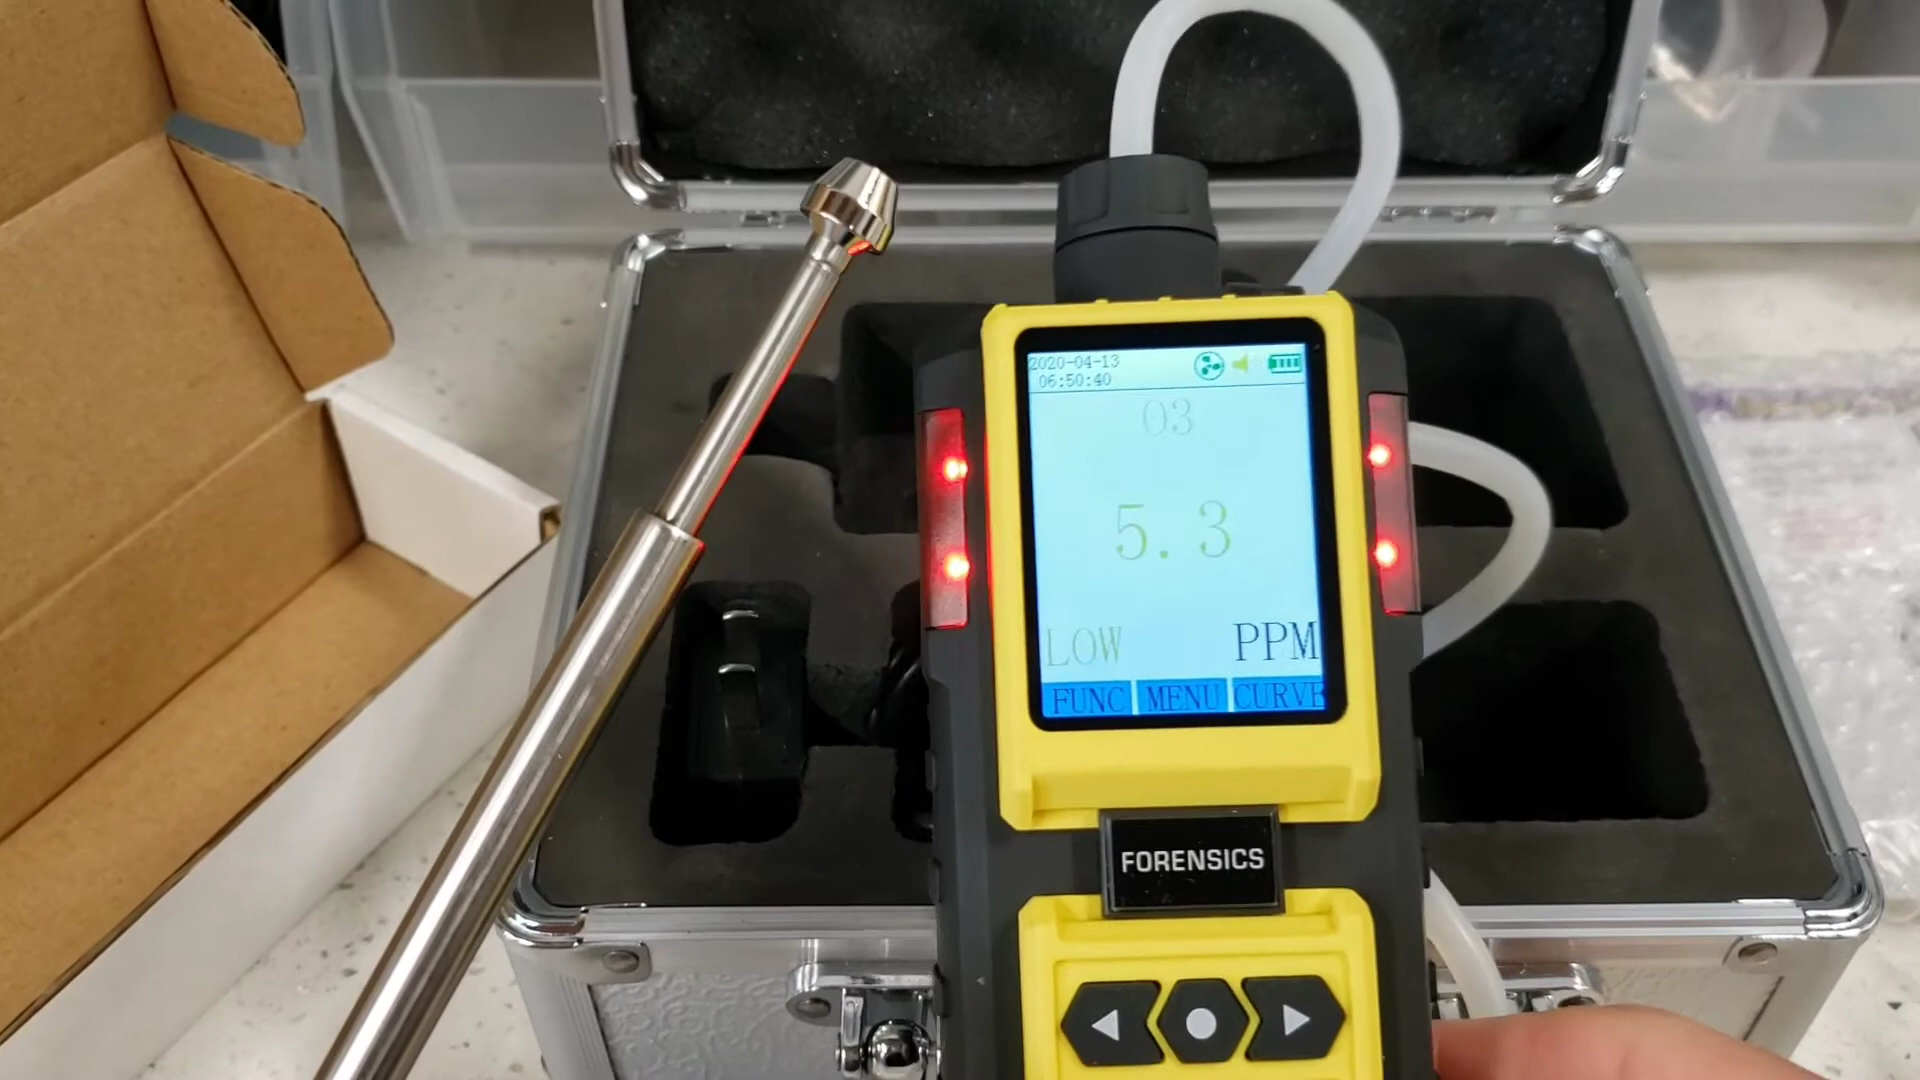 2020-04-13
06:50:40
O3
5.3
LOW PPM
FUNC MENU CURVE
FORENSICS